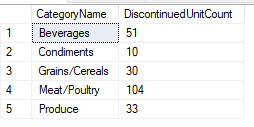 CategoryName DiscontinuedUnitCount
1 Beverages 51
2 Condiments 10
3 Grains/Cereals 30
4 Meat/Poultry 104
5 Produce 33